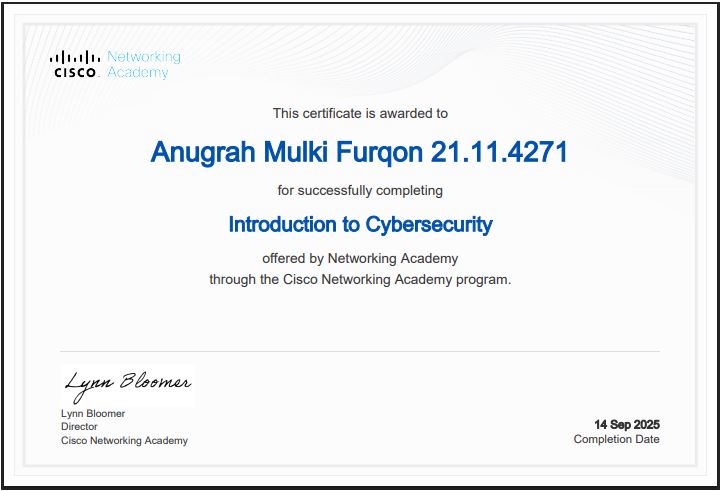 Networking
CISCO. Academy
This certificate is awarded to
Anugrah Mulki Furqon 21.11.4271
for successfully completing
Introduction to Cybersecurity
offered by Networking Academy
through the Cisco Networking Academy program.
Lynn Bloomer
Lynn Bloomer
Director
Cisco Networking Academy
14 Sep 2025
Completion Date